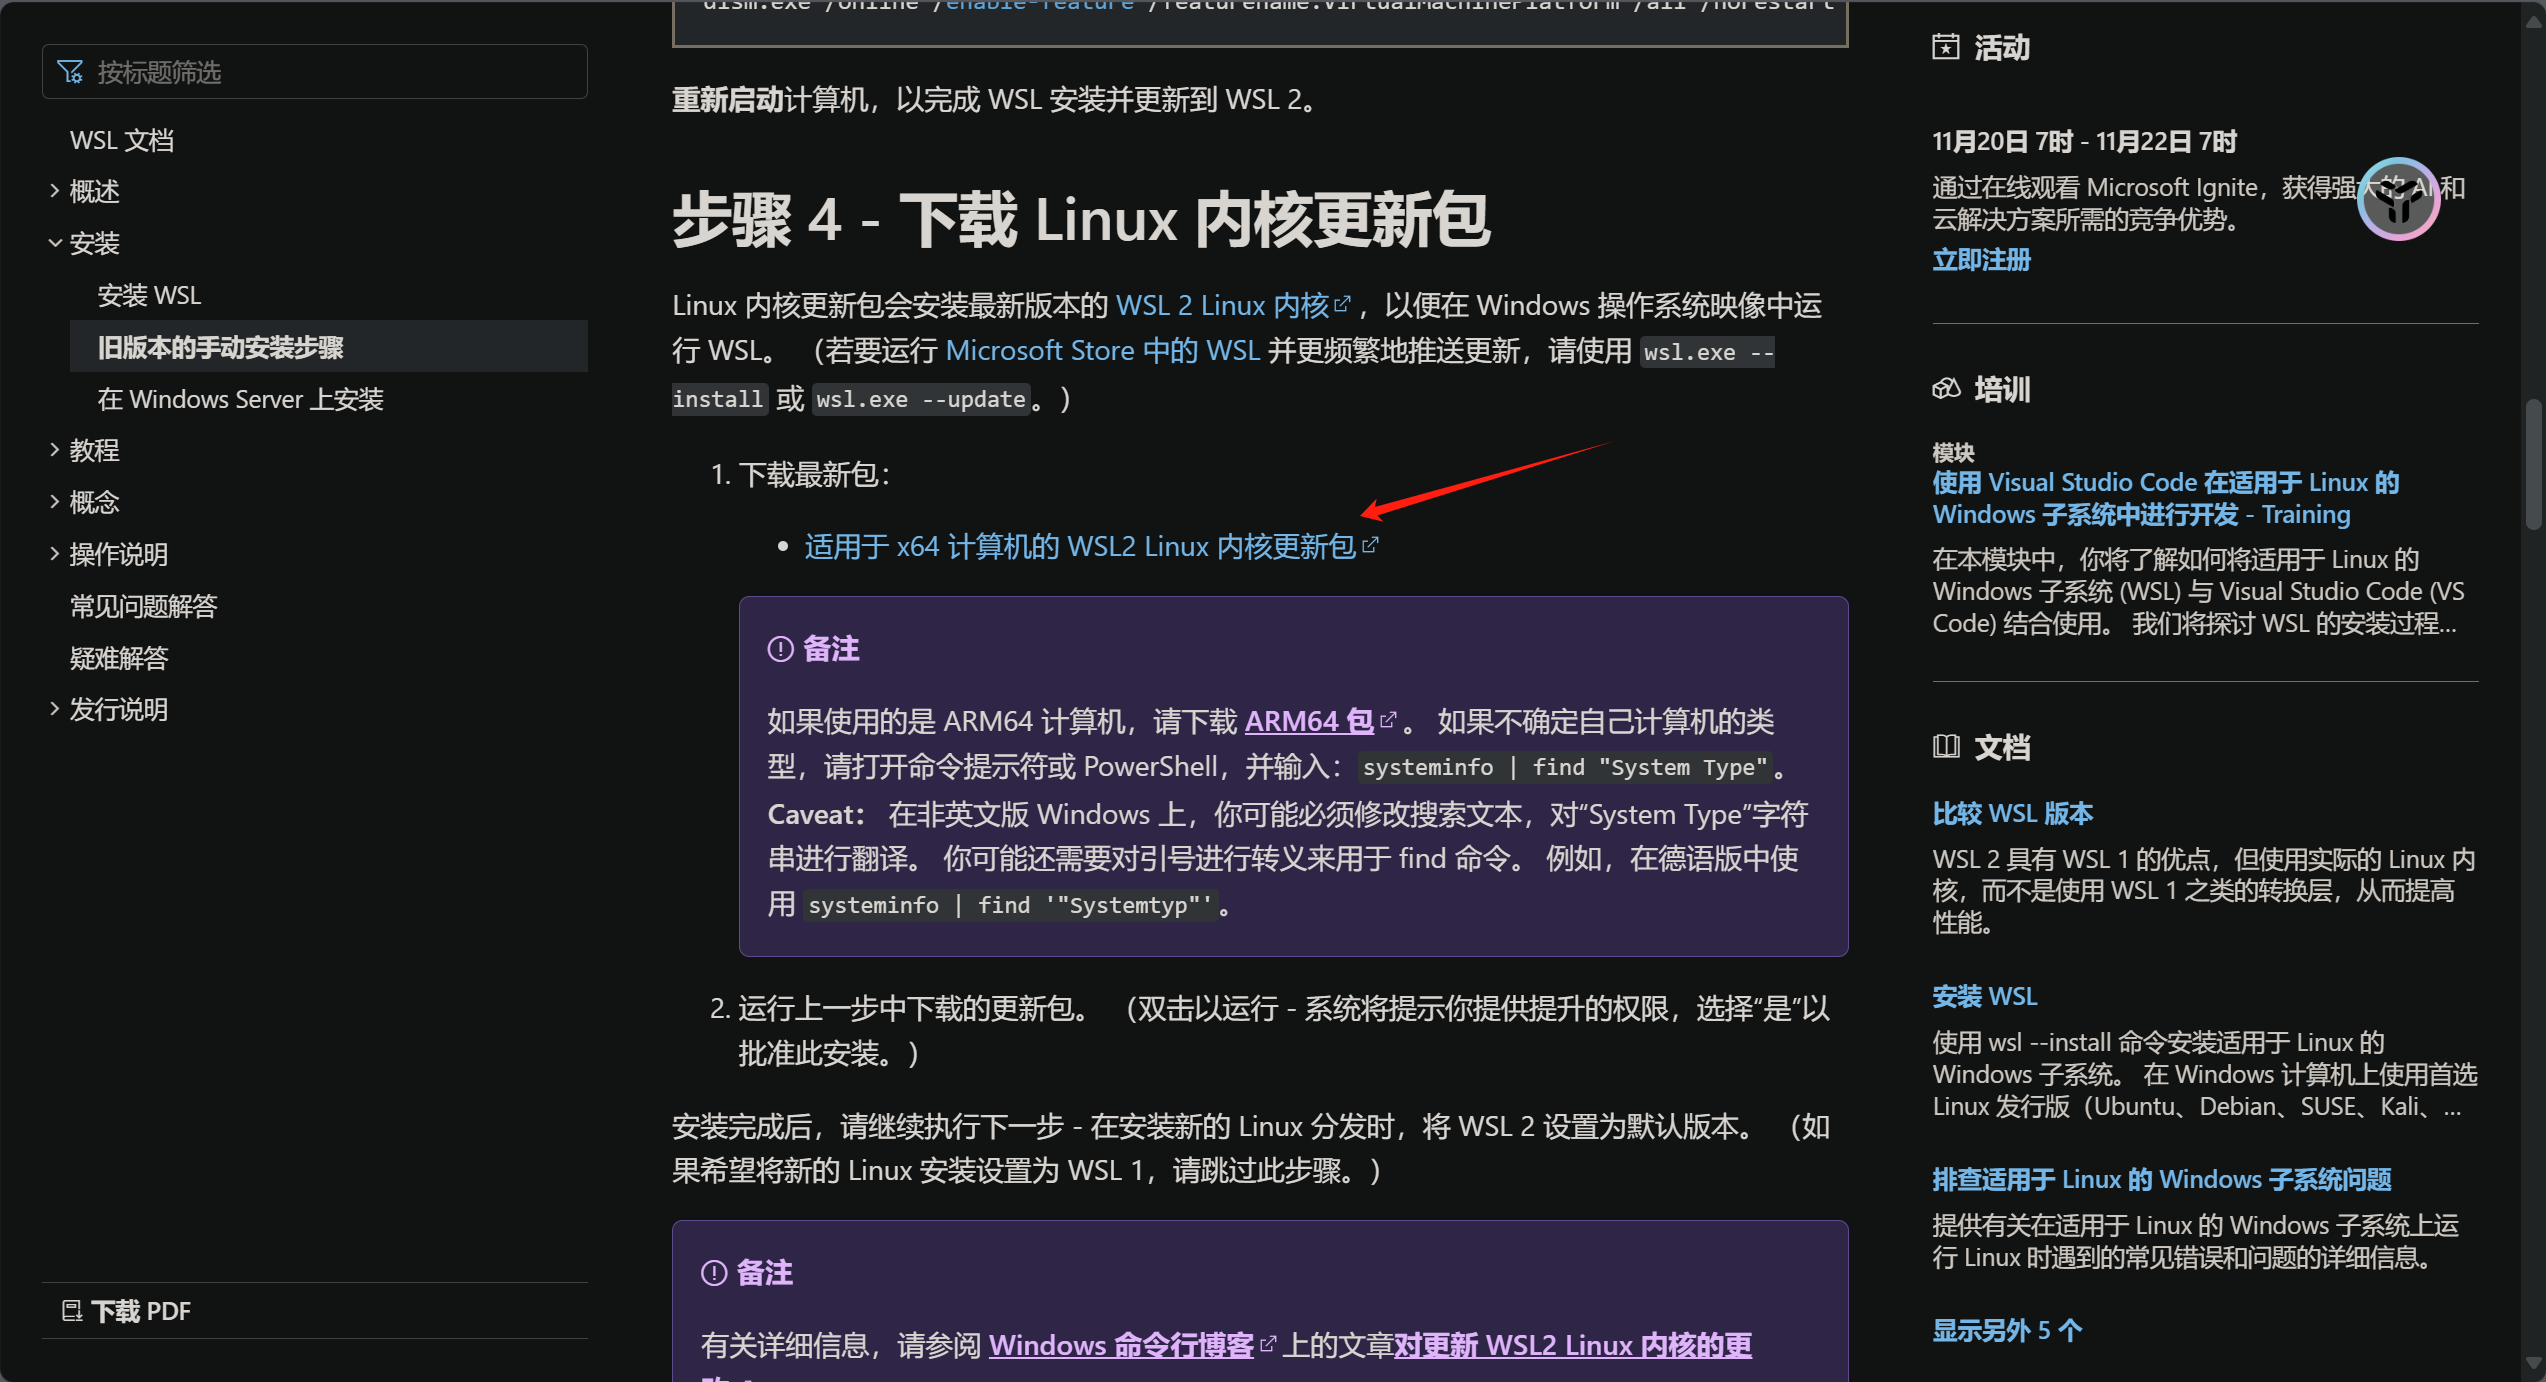 按标题筛选
WSL 文档
概述
安装
安装 WSL
旧版本的手动安装步骤
在 Windows Server 上安装
教程
概念
操作说明
常见问题解答
疑难解答
发行说明
下载 PDF
dism.exe /online /enable-feature /featurename:VirtualMachinePlatform /all /norestart
重新启动计算机，以完成 WSL 安装并更新到 WSL 2。
步骤 4 - 下载 Linux 内核更新包
Linux 内核更新包会安装最新版本的 WSL 2 Linux 内核，以便在 Windows 操作系统映像中运
行 WSL。 （若要运行 Microsoft Store 中的 WSL 并更频繁地推送更新，请使用 wsl.exe --
install 或 wsl.exe --update。）
1. 下载最新包：
• 适用于 x64 计算机的 WSL2 Linux 内核更新包
备注
如果使用的是 ARM64 计算机，请下载 ARM64 包。 如果不确定自己计算机的类
型，请打开命令提示符或 PowerShell，并输入：systeminfo | find "System Type"。
Caveat： 在非英文版 Windows 上，你可能必须修改搜索文本，对“System Type”字符
串进行翻译。 你可能还需要对引号进行转义来用于 find 命令。 例如，在德语版中使
用 systeminfo | find '"Systemtyp"'。
2. 运行上一步中下载的更新包。 （双击以运行 - 系统将提示你提供提升的权限，选择“是”以
批准此安装。）
安装完成后，请继续执行下一步 - 在安装新的 Linux 分发时，将 WSL 2 设置为默认版本。 （如
果希望将新的 Linux 安装设置为 WSL 1，请跳过此步骤。）
备注
有关详细信息，请参阅 Windows 命令行博客上的文章对更新 WSL2 Linux 内核的更
活动
11月20日 7时 - 11月22日 7时
通过在线观看 Microsoft Ignite，获得强大的 AI 和
云解决方案所需的竞争优势。
立即注册
培训
模块
使用 Visual Studio Code 在适用于 Linux 的
Windows 子系统中进行开发 - Training
在本模块中，你将了解如何将适用于 Linux 的
Windows 子系统 (WSL) 与 Visual Studio Code (VS
Code) 结合使用。 我们将探讨 WSL 的安装过程...
文档
比较 WSL 版本
WSL 2 具有 WSL 1 的优点，但使用实际的 Linux 内
核，而不是使用 WSL 1 之类的转换层，从而提高
性能。
安装 WSL
使用 wsl --install 命令安装适用于 Linux 的
Windows 子系统。 在 Windows 计算机上使用首选
Linux 发行版（Ubuntu、Debian、SUSE、Kali、...
排查适用于 Linux 的 Windows 子系统问题
提供有关在适用于 Linux 的 Windows 子系统上运
行 Linux 时遇到的常见错误和问题的详细信息。
显示另外 5 个